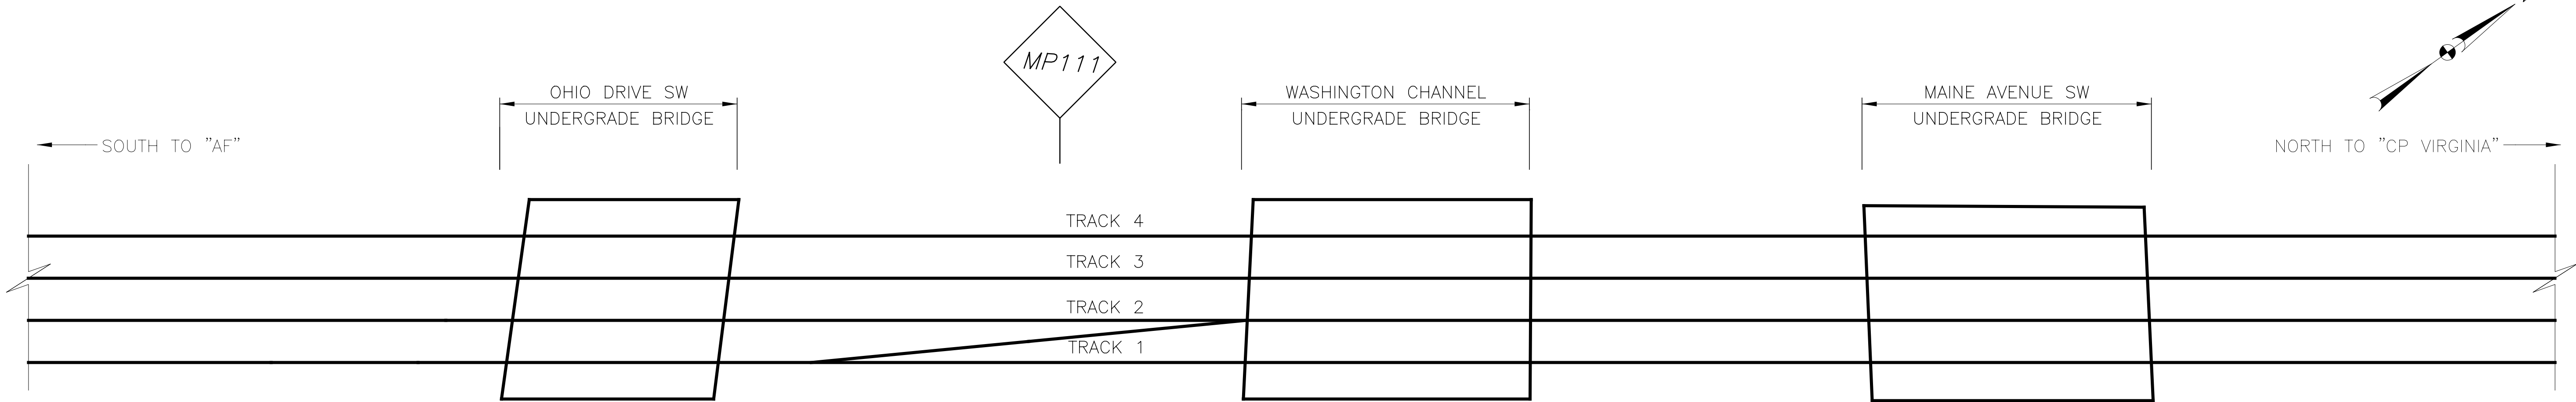 MP111
OHIO DRIVE SW
UNDERGRADE BRIDGE
WASHINGTON CHANNEL
UNDERGRADE BRIDGE
MAINE AVENUE SW
UNDERGRADE BRIDGE
SOUTH TO "AF"
NORTH TO "CP VIRGINIA"
TRACK 4
TRACK 3
TRACK 2
TRACK 1